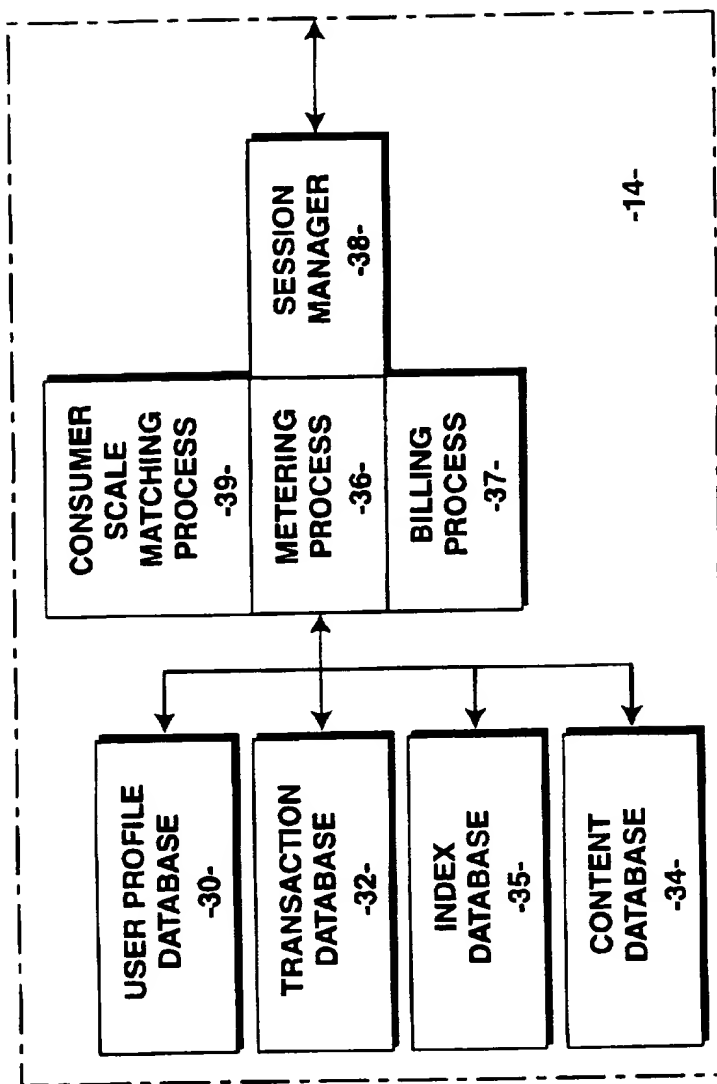 USER PROFILE
DATABASE
-30-
TRANSACTION
DATABASE
-32-
INDEX
DATABASE
-35-
CONTENT
DATABASE
-34-
CONSUMER
SCALE
MATCHING
PROCESS
-39-
METERING
PROCESS
-36-
BILLING
PROCESS
-37-
SESSION
MANAGER
-38-
-14-